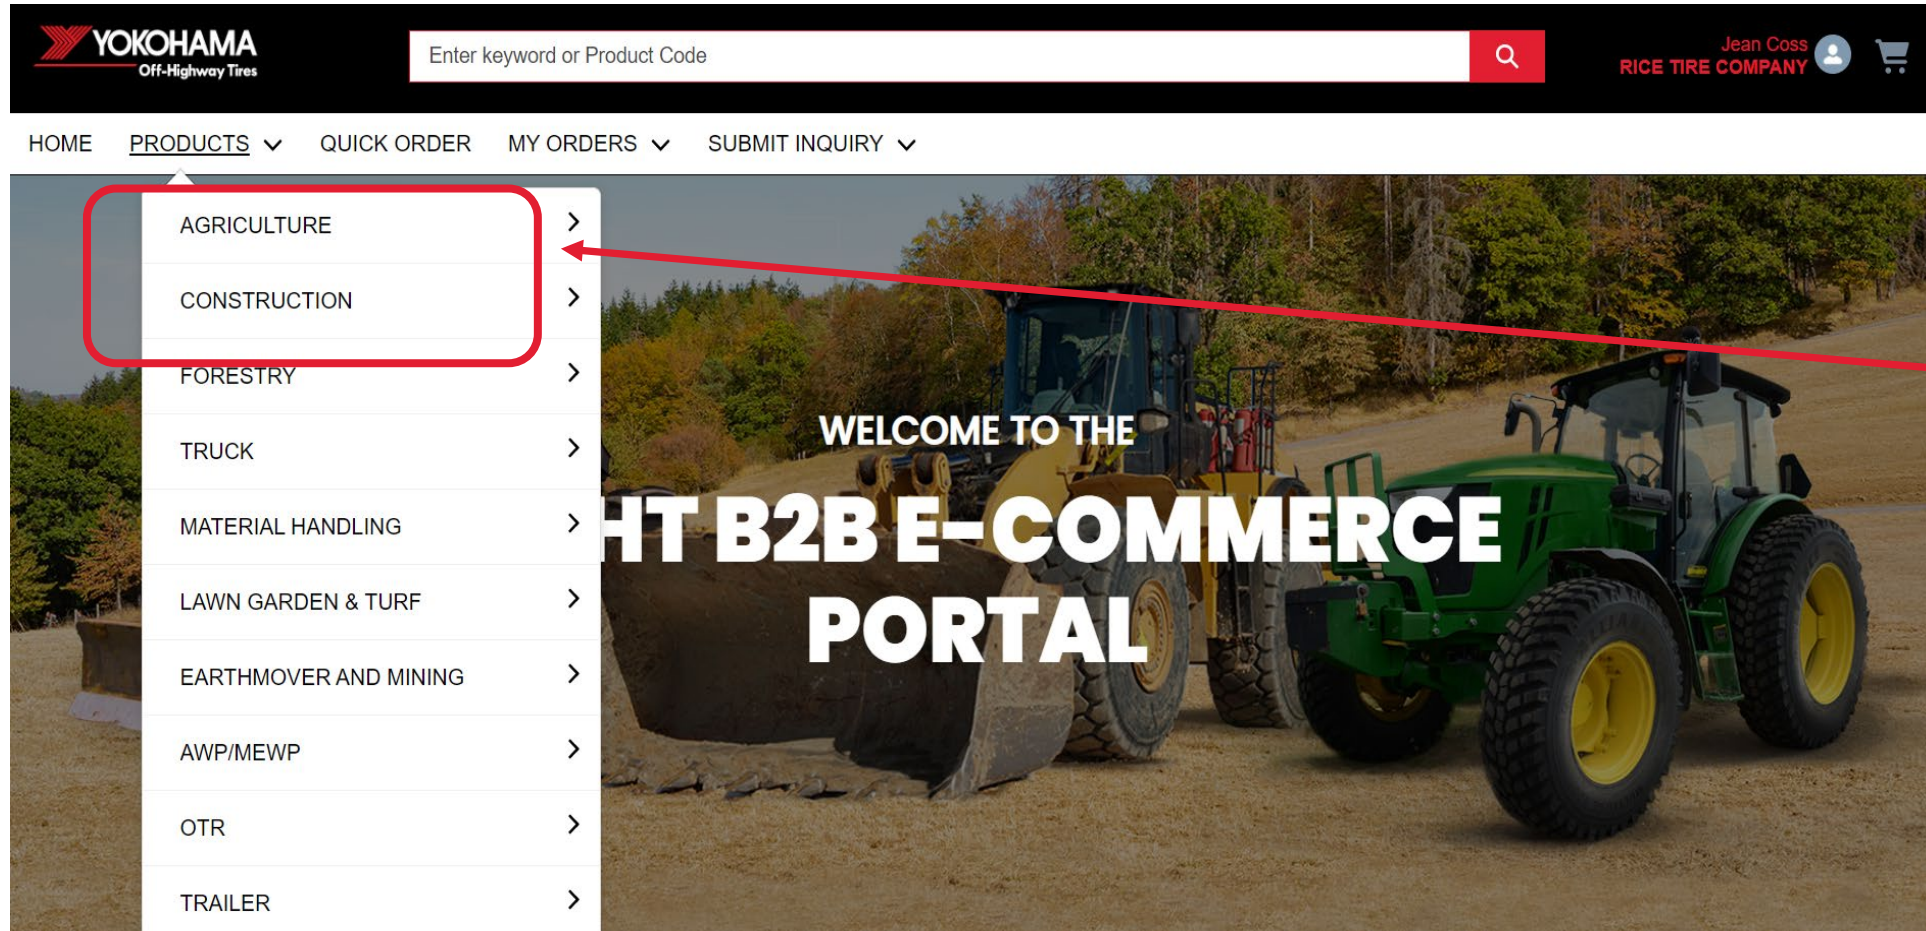 YOKOHAMA
Off-Highway Tires
Enter keyword or Product Code
Jean Coss
RICE TIRE COMPANY
HOME PRODUCTS QUICK ORDER MY ORDERS SUBMIT INQUIRY
AGRICULTURE
CONSTRUCTION
FORESTRY
TRUCK
MATERIAL HANDLING
LAWN GARDEN & TURF
EARTHMOVER AND MINING
AWP/MEWP
OTR
TRAILER
WELCOME TO THE
HT B2B E-COMMERCE
PORTAL